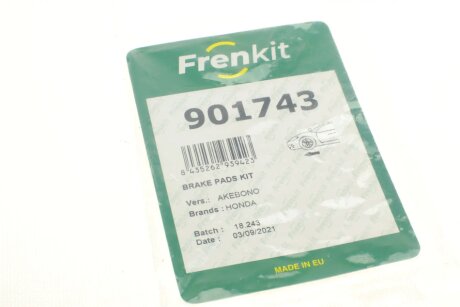 Frenkit
901743
8 435262 939423
BRAKE PADS KIT
Vers.: AKEBONO
Brands : HONDA
Batch : 18.243
Date : 03/09/2021
MADE IN EU